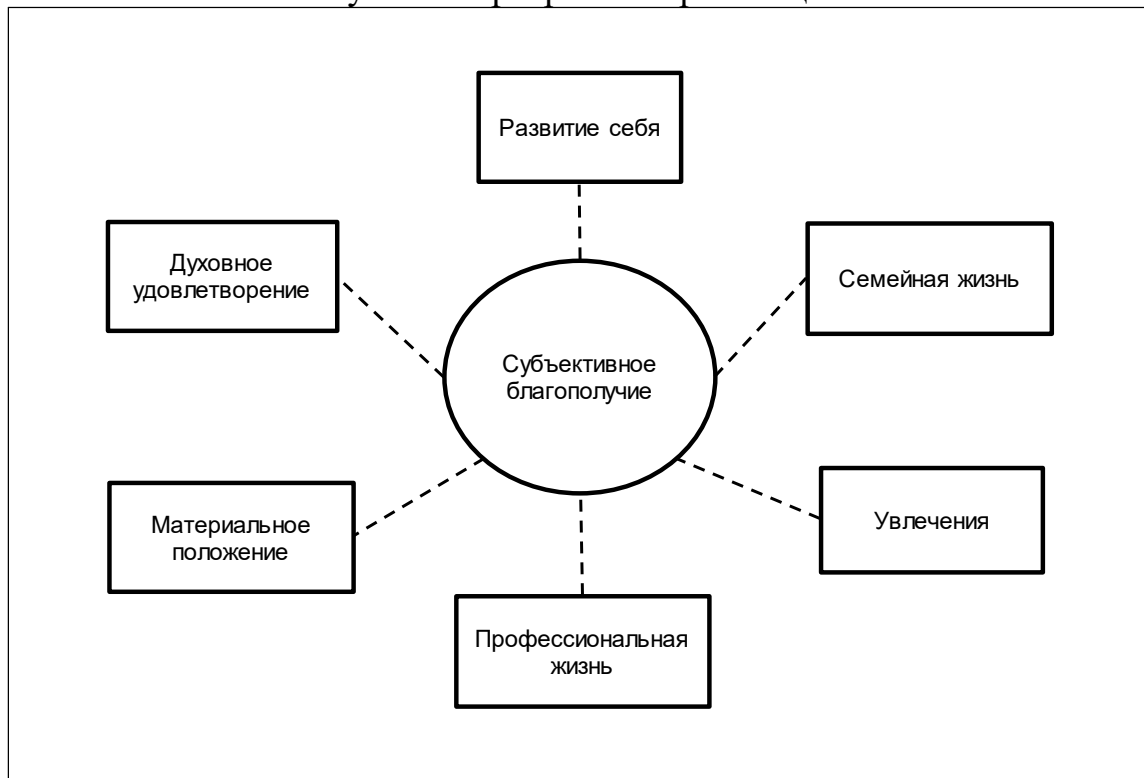 Развитие себя
Духовное
удовлетворение
Семейная жизнь
Субъективное
благополучие
Материальное
положение
Увлечения
Профессиональная
жизнь